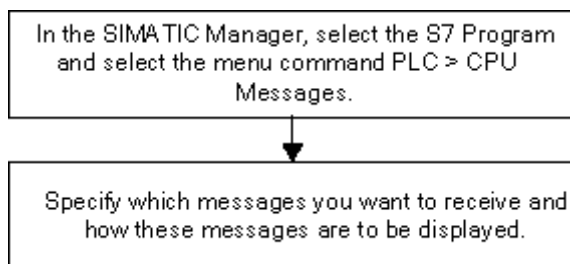 In the SIMATIC Manager, select the S7 Program
and select the menu command PLC > CPU
Messages.
Specify which messages you want to receive and
how these messages are to be displayed.